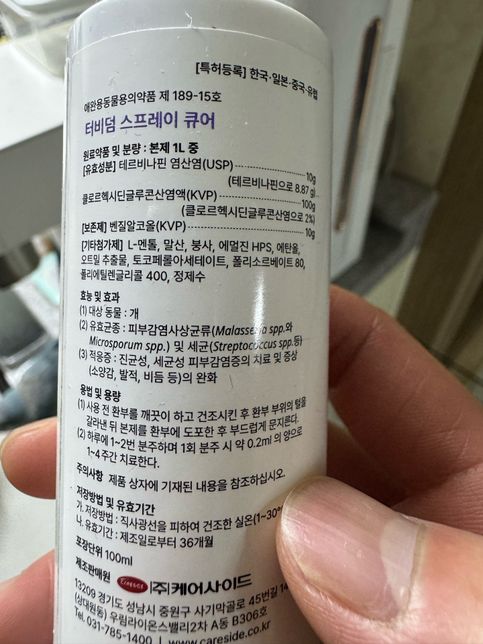 [특허등록] 한국·일본·중국·유럽
애완용동물용의약품 제 189-15호
터비덤 스프레이 큐어
원료약품 및 분량 : 본제 1L 중
[유효성분] 테르비나핀 염산염(USP) 10g
(테르비나핀으로 8.87 g)
클로르헥시딘글루콘산염액(KVP) 100g
(클로르헥시딘글루콘산염으로 2%)
[보존제] 벤질알코올(KVP) 10g
[기타첨가제] L-멘톨, 말산, 붕사, 에멀진 HPS, 에탄올,
오트밀 추출물, 토코페롤아세테이트, 폴리소르베이트 80,
폴리에틸렌글리콜 400, 정제수
효능 및 효과
(1) 대상 동물 : 개
(2) 유효균종 : 피부감염사상균류(Malassezia spp.와
Microsporum spp.) 및 세균(Streptococcus spp.등)
(3) 적응증 : 진균성, 세균성 피부감염증의 치료 및 증상
(소양감, 발적, 비듬 등)의 완화
용법 및 용량
(1) 사용 전 환부를 깨끗이 하고 건조시킨 후 환부 부위의 털을
갈라낸 뒤 본제를 환부에 도포한 후 부드럽게 문지른다.
(2) 하루에 1~2번 분주하며 1회 분주 시 약 0.2ml 의 양으로
1~4 주간 치료한다.
주의사항 제품 상자에 기재된 내용을 참조하십시오.
저장방법 및 유효기간
가. 저장방법 : 직사광선을 피하여 건조한 실온(1~30°
나. 유효기간 : 제조일로부터 36개월
포장단위 100ml
제조판매원 (주)케어사이드
13209 경기도 성남시 중원구 사기막골로 45번길 14
(상대원동) 우림라이온스밸리2차 A동 B306호
Tel. 031-785-1400 | www.careside.co.kr